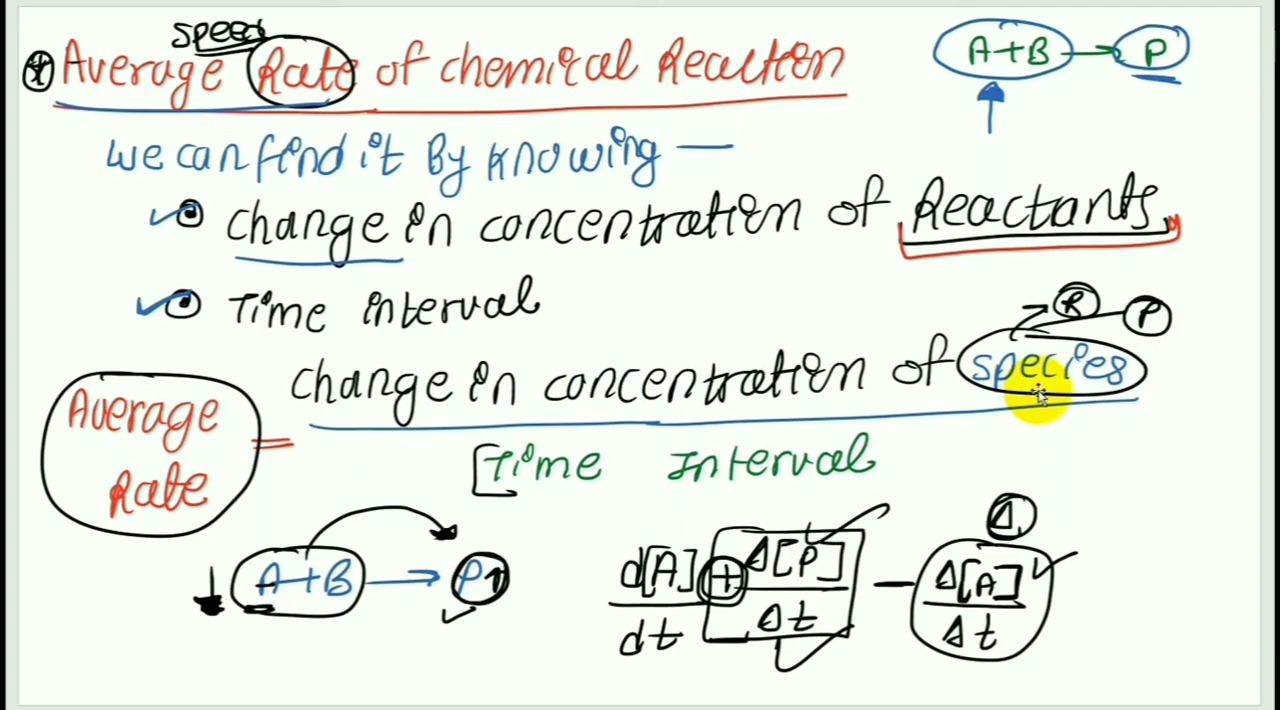 speed
Average Rate of chemical Reaction
A+B → P
we can find it By knowing —
change in concentration of Reactants
Time interval
R P
change in concentration of species
Average Rate =
[Time Interval
Δ
A+B → P↑
d[A]/dt + Δ[P]/Δt − Δ[A]/Δt